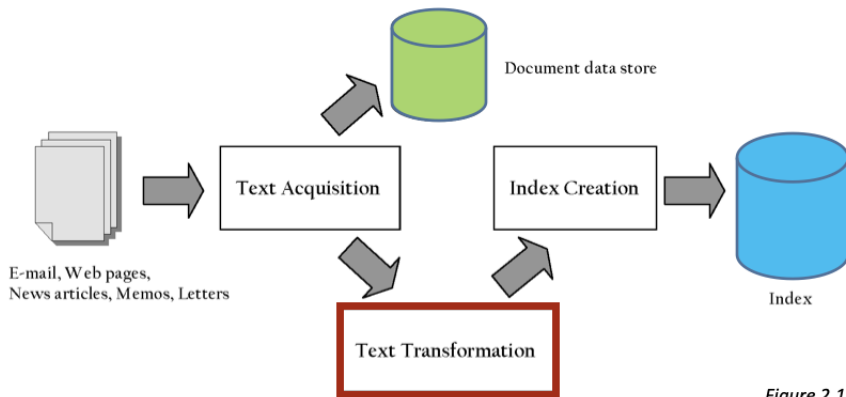 Document data store
Text Acquisition
Index Creation
E-mail, Web pages,
News articles, Memos, Letters
Index
Text Transformation
Figure 2.1